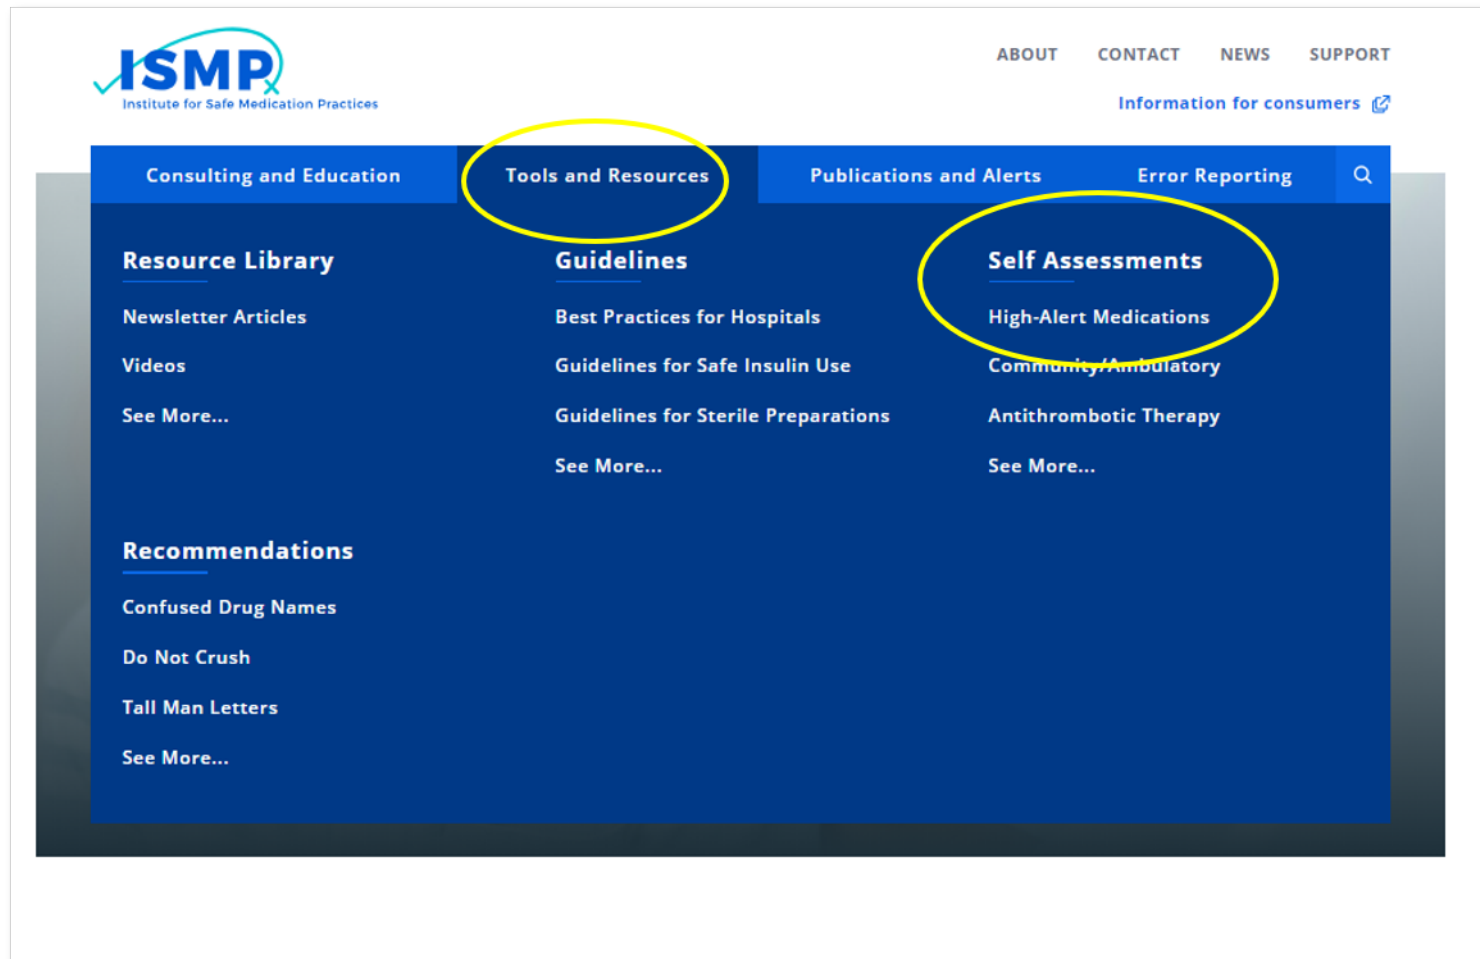 ISMP
Institute for Safe Medication Practices
ABOUT CONTACT NEWS SUPPORT
Information for consumers
Consulting and Education Tools and Resources Publications and Alerts Error Reporting
Resource Library
Newsletter Articles
Videos
See More...
Guidelines
Best Practices for Hospitals
Guidelines for Safe Insulin Use
Guidelines for Sterile Preparations
See More...
Self Assessments
High-Alert Medications
Community/Ambulatory
Antithrombotic Therapy
See More...
Recommendations
Confused Drug Names
Do Not Crush
Tall Man Letters
See More...